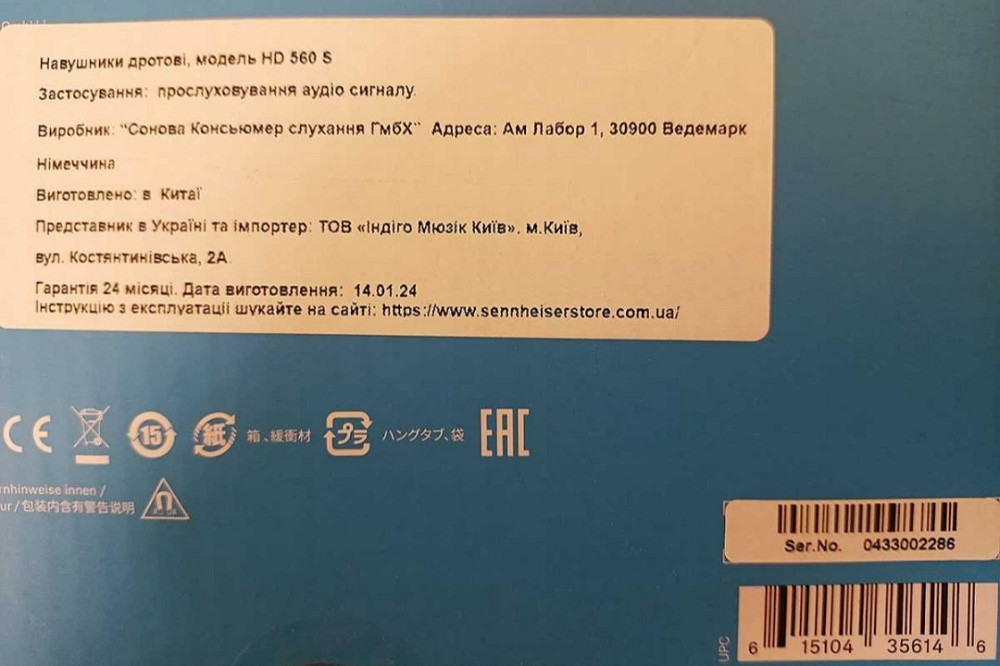 Навушники дротові, модель HD 560 S
Застосування: прослуховування аудіо сигналу.
Виробник: "Сонова Консьюмер слухання ГмбХ" Адреса: Ам Лабор 1, 30900 Ведемарк
Німеччина
Виготовлено: в Китаї
Представник в Україні та імпортер: ТОВ «Індіго Мюзік Київ». м.Київ,
вул. Костянтинівська, 2А.
Гарантія 24 місяці. Дата виготовлення: 14.01.24
Інструкцію з експлуатації шукайте на сайті: https://www.sennheiserstore.com.ua/
CE 15 紙 箱、緩衝材 プラ ハングタブ、袋 EAC
rnhinweise innen /
ur / 包装内含有警告说明
Ser.No. 0433002286
UPC
6 15104 35614 6